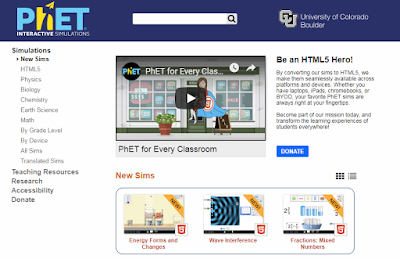 PhET
INTERACTIVE SIMULATIONS
University of Colorado
Boulder
Simulations
New Sims
HTML5
Physics
Biology
Chemistry
Earth Science
Math
By Grade Level
By Device
All Sims
Translated Sims
Teaching Resources
Research
Accessibility
Donate
PhET PhET for Every Clas...
PhET for Every Classroom
Be an HTML5 Hero!
By converting our sims to HTML5, we
make them seamlessly available across
platforms and devices. Whether you
have laptops, iPads, chromebooks, or
BYOD, your favorite PhET sims are
always right at your fingertips.
Become part of our mission today, and
transform the learning experiences of
students everywhere!
DONATE
New Sims
NEW!
NEW!
NEW!
Energy Forms and
Changes
Wave Interference
Fractions: Mixed
Numbers